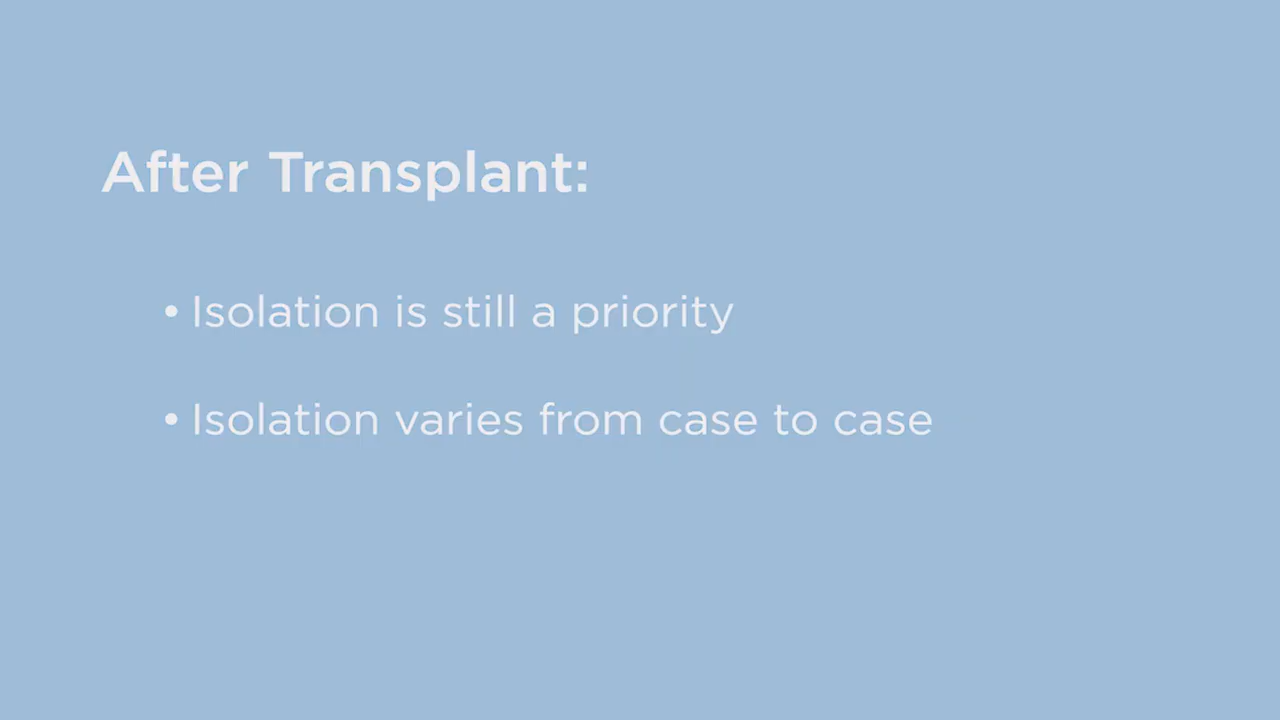 After Transplant:
• Isolation is still a priority
• Isolation varies from case to case